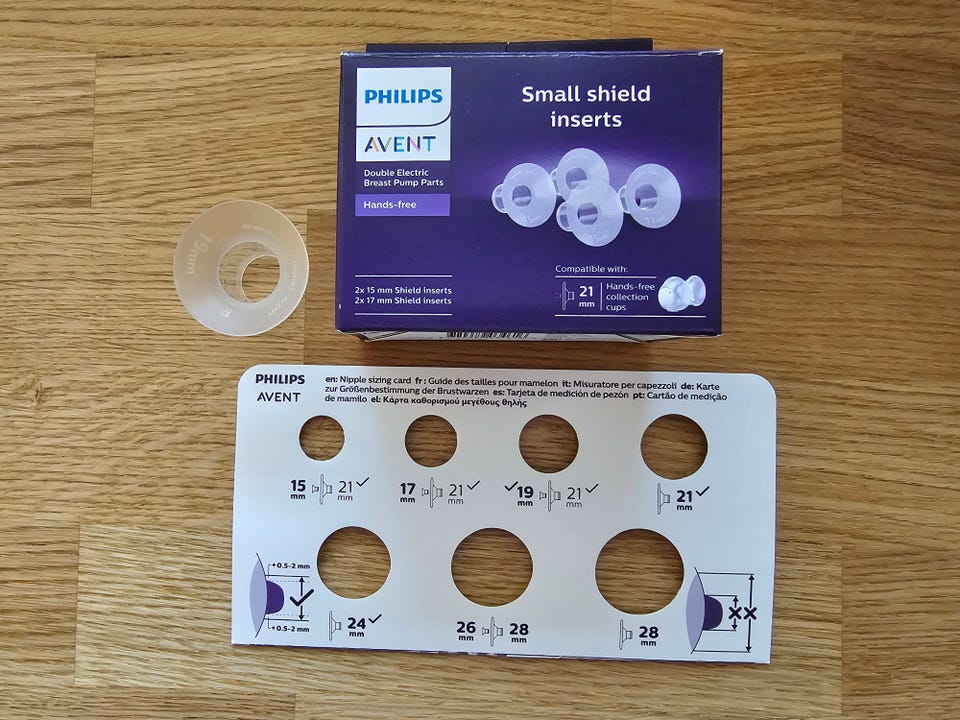 PHILIPS
AVENT
Double Electric
Breast Pump Parts
Hands-free
Small shield
inserts
2x 15 mm Shield inserts
2x 17 mm Shield inserts
Compatible with:
21
mm
Hands-free
collection
cups
19mm
PHILIPS
AVENT
en: Nipple sizing card fr : Guide des tailles pour mamelon it: Misuratore per capezzoli de: Karte
zur Größenbestimmung der Brustwarzen es: Tarjeta de medición de pezón pt: Cartão de medição
de mamilo el: Κάρτα καθορισμού μεγέθους θηλής
15 mm 21 mm
17 mm 21 mm
19 mm 21 mm
21 mm
+0.5-2 mm
+0.5-2 mm
24 mm
26 mm 28 mm
28 mm